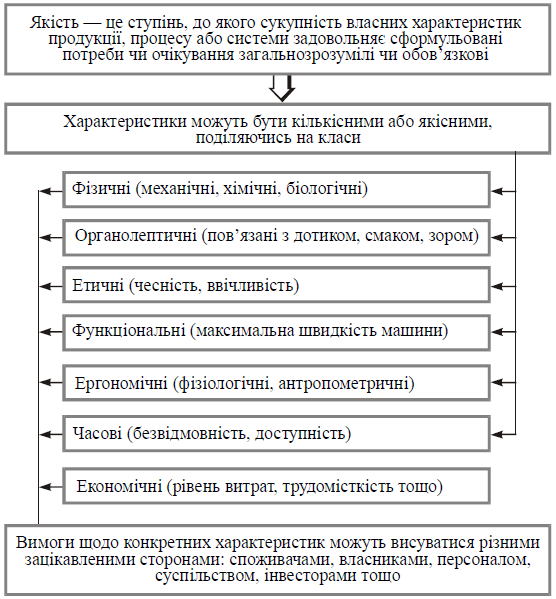 Якість — це ступінь, до якого сукупність власних характеристик
продукції, процесу або системи задовольняє сформульовані
потреби чи очікування загальнозрозумілі чи обов’язкові
Характеристики можуть бути кількісними або якісними,
поділяючись на класи
Фізичні (механічні, хімічні, біологічні)
Органолептичні (пов’язані з дотиком, смаком, зором)
Етичні (чесність, ввічливість)
Функціональні (максимальна швидкість машини)
Ергономічні (фізіологічні, антропометричні)
Часові (безвідмовність, доступність)
Економічні (рівень витрат, трудомісткість тощо)
Вимоги щодо конкретних характеристик можуть висуватися різними
зацікавленими сторонами: споживачами, власниками, персоналом,
суспільством, інвесторами тощо